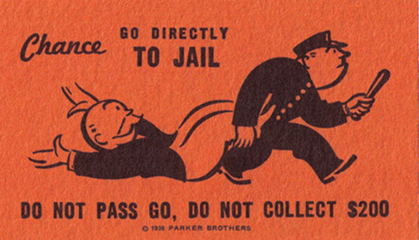 Chance
GO DIRECTLY
TO JAIL
DO NOT PASS GO, DO NOT COLLECT $200
© 1936 PARKER BROTHERS